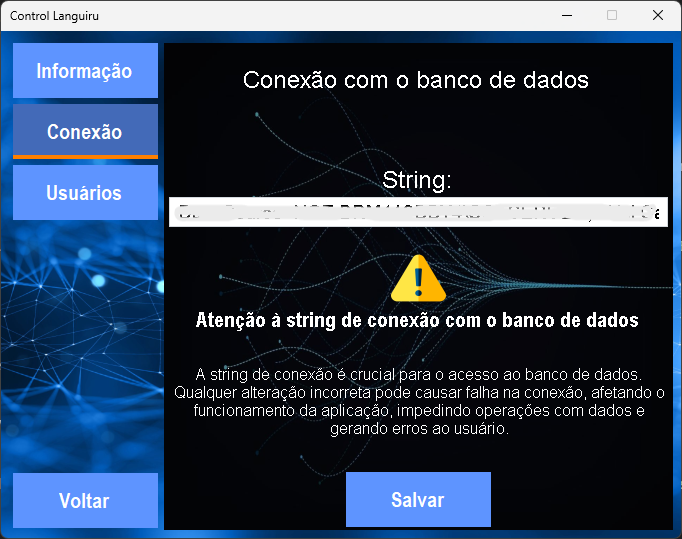 Control Languiru
Informação
Conexão
Usuários
Voltar
Conexão com o banco de dados
String:
Atenção à string de conexão com o banco de dados
A string de conexão é crucial para o acesso ao banco de dados.
Qualquer alteração incorreta pode causar falha na conexão, afetando o
funcionamento da aplicação, impedindo operações com dados e
gerando erros ao usuário.
Salvar